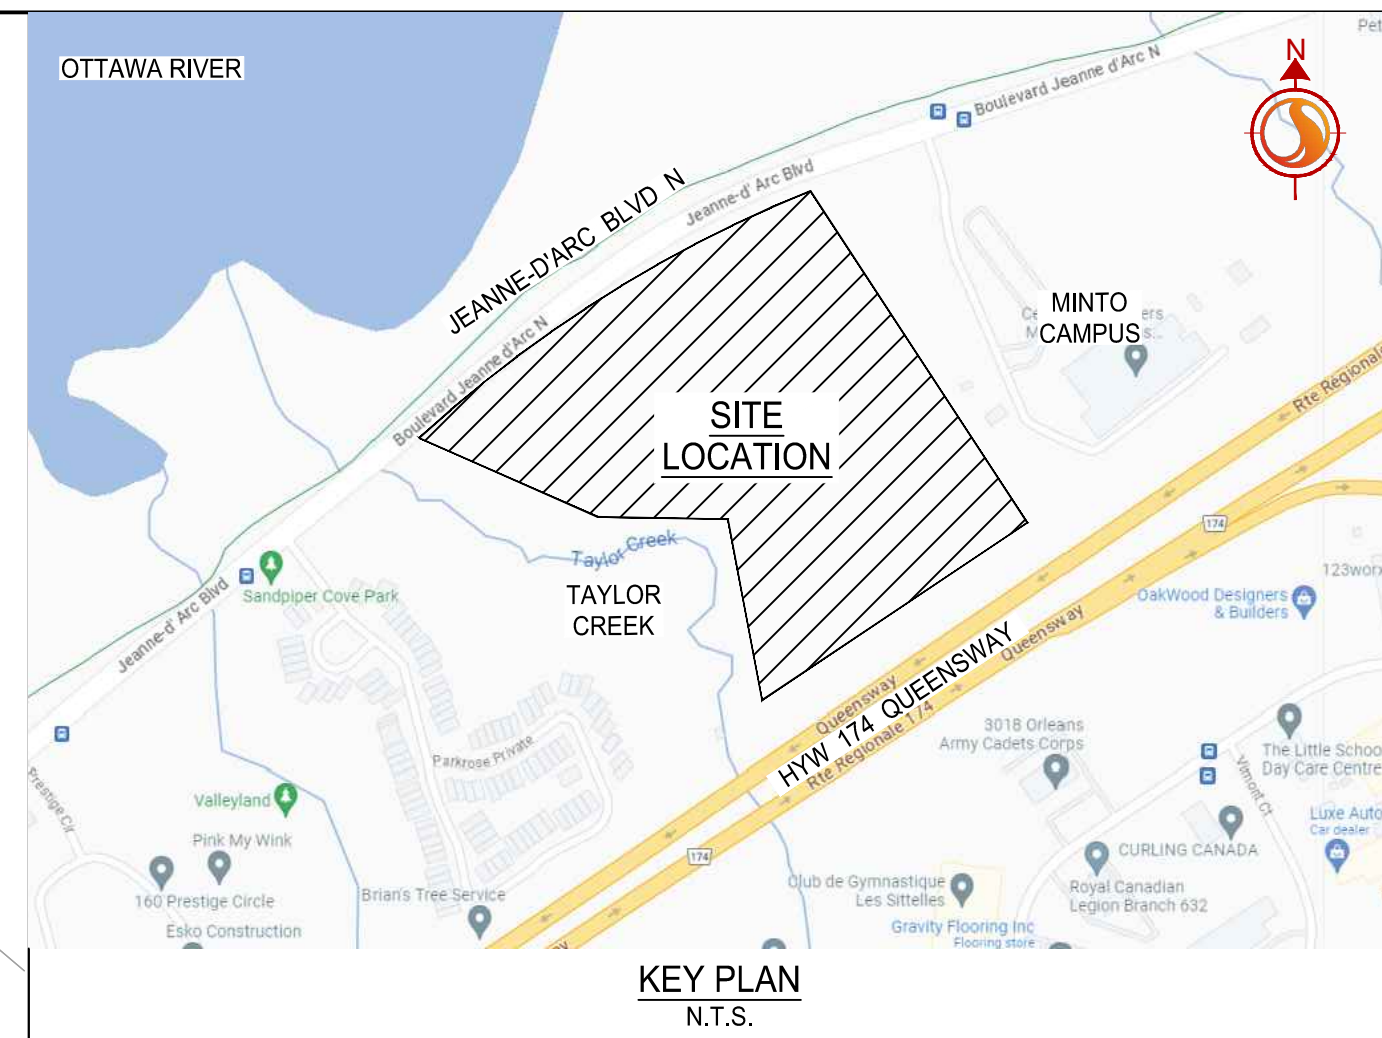 OTTAWA RIVER
N
Boulevard Jeanne d'Arc N
Jeanne-d' Arc Blvd
JEANNE-D'ARC BLVD N
MINTO
CAMPUS
Boulevard Jeanne d'Arc N
Rte Régionale
SITE
LOCATION
174
Taylor Creek
OakWood Designers
& Builders
Sandpiper Cove Park
TAYLOR
CREEK
Jeanne-d' Arc Blvd
Queensway
Queensway
HYW 174 QUEENSWAY
Rte Régionale 174
3018 Orleans
Army Cadets Corps
The Little School
Day Care Centre
Parkrose Private
Prestige Cir
Vimont Ct
Valleyland
Pink My Wink
Luxe Auto
Car dealer
174
CURLING CANADA
160 Prestige Circle
Brian's Tree Service
Club de Gymnastique
Les Sittelles
Royal Canadian
Legion Branch 632
Esko Construction
Gravity Flooring Inc
Flooring store
KEY PLAN
N.T.S.